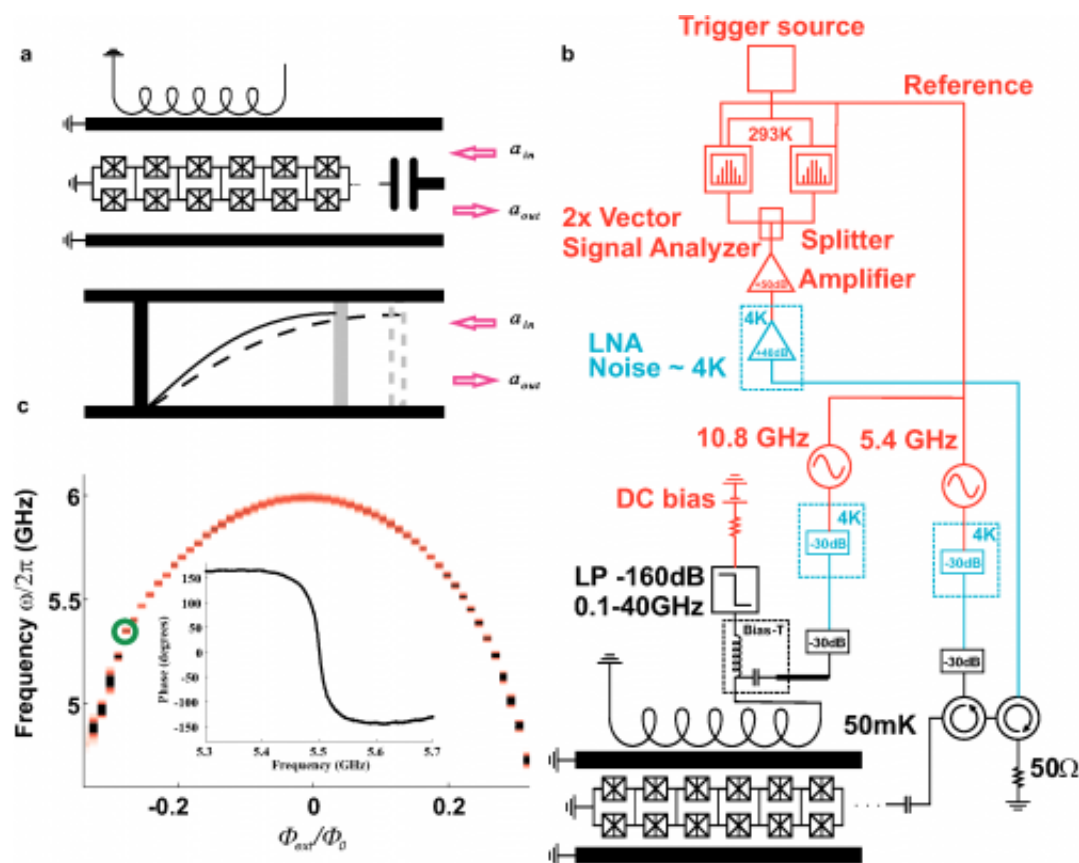 a
a_in
a_out
a_in
a_out
b
Trigger source
Reference
293K
2x Vector
Signal Analyzer
Splitter
Amplifier
+50dB
4K
LNA
Noise ~ 4K
+40dB
10.8 GHz
5.4 GHz
DC bias
4K
-30dB
4K
-30dB
LP -160dB
0.1-40GHz
Bias-T
-30dB
-30dB
50mK
50Ω
c
Frequency ω/2π (GHz)
6
5.5
5
-0.2
0
0.2
Φ_ext/Φ_0
Phase (degrees)
150
100
50
0
-50
-100
-150
5.3
5.4
5.5
5.6
5.7
Frequency (GHz)